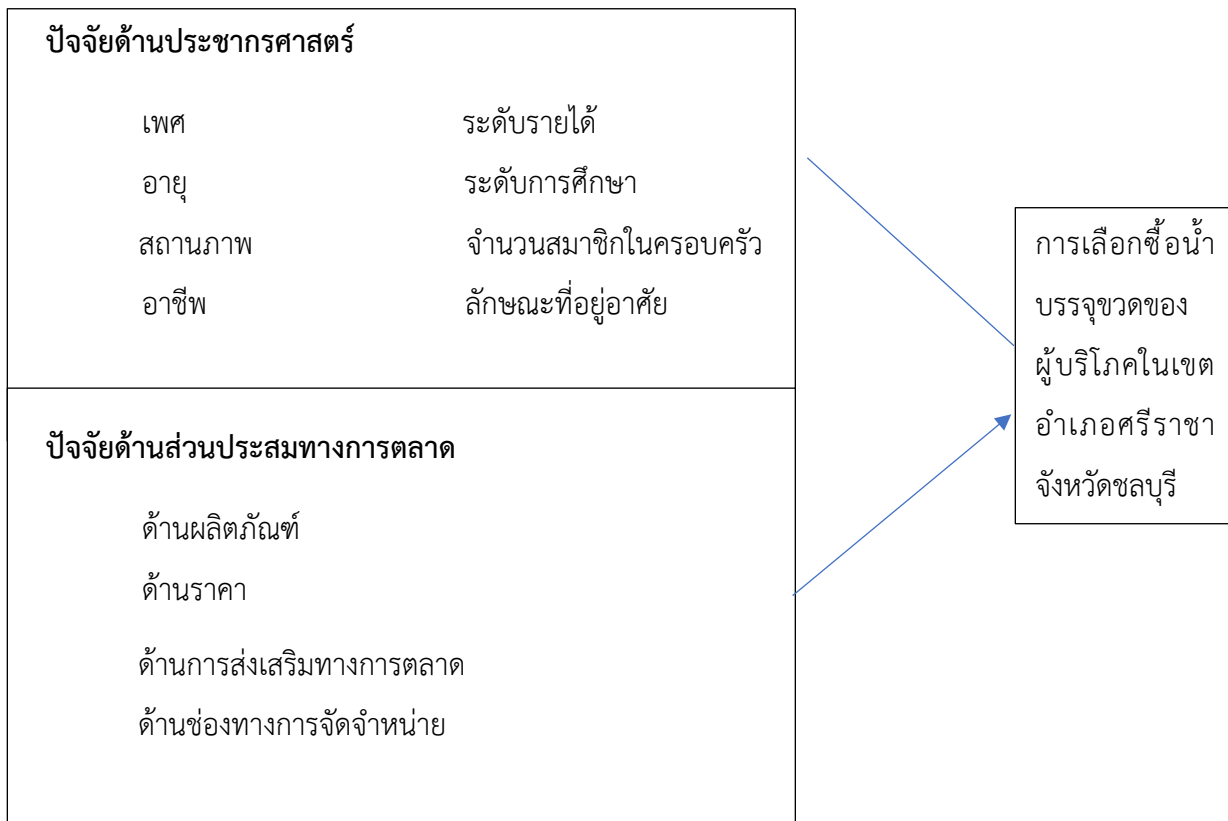 ปัจจัยด้านประชากรศาสตร์
เพศ ระดับรายได้
อายุ ระดับการศึกษา
สถานภาพ จำนวนสมาชิกในครอบครัว
อาชีพ ลักษณะที่อยู่อาศัย
ปัจจัยด้านส่วนประสมทางการตลาด
ด้านผลิตภัณฑ์
ด้านราคา
ด้านการส่งเสริมทางการตลาด
ด้านช่องทางการจัดจำหน่าย
การเลือกซื้อน้ำ
บรรจุขวดของ
ผู้บริโภคในเขต
อำเภอศรีราชา
จังหวัดชลบุรี